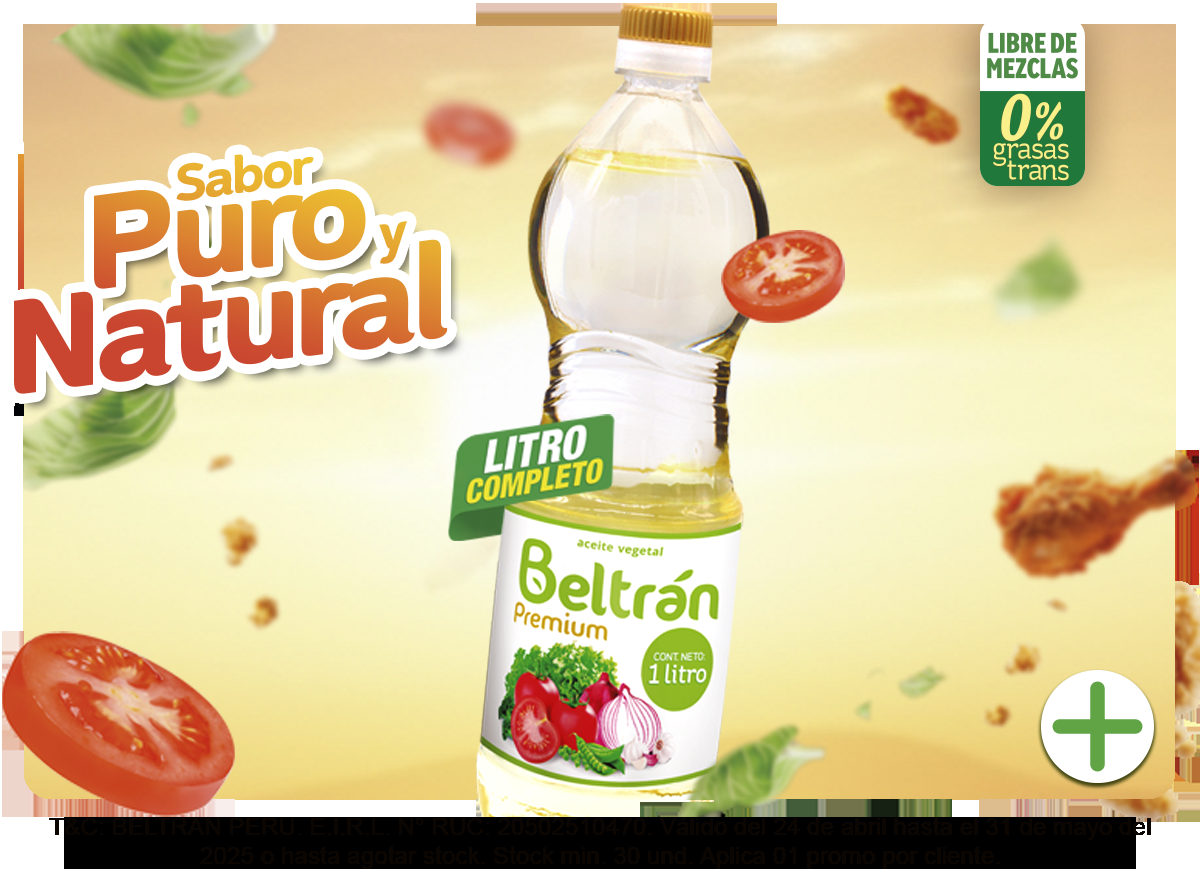 LIBRE DE
MEZCLAS
0%
grasas
trans
Sabor
Puro y
Natural
LITRO
COMPLETO
aceite vegetal
Beltrán
Premium
CONT. NETO:
1 litro
T&C: BELTRAN PERU. E.I.R.L. N° RUC: 20502510470. Válido del 24 de abril hasta el 31 de mayo del
2025 o hasta agotar stock. Stock min. 30 und. Aplica 01 promo por cliente.